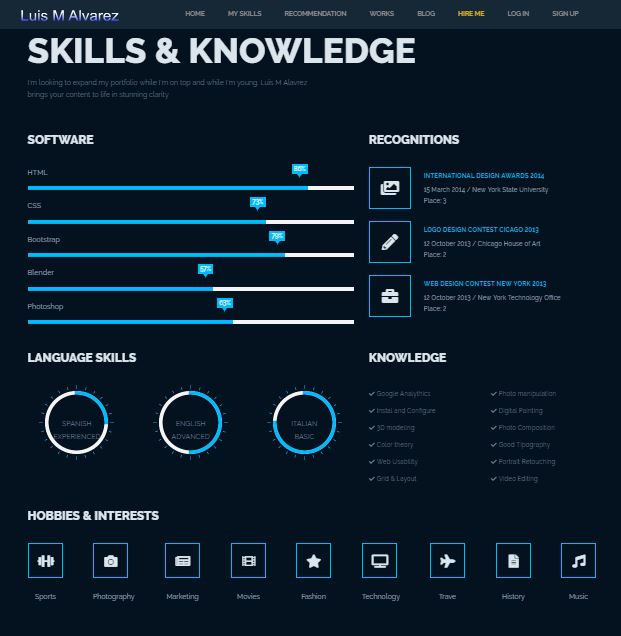 Luis M Alvarez
HOME MY SKILLS RECOMMENDATION WORKS BLOG HIRE ME LOG IN SIGN UP
SKILLS & KNOWLEDGE
I'm looking to expand my portfolio while I'm on top and while I'm young. Luis M Alavrez
brings your content to life in stunning clarity
SOFTWARE
HTML
86%
CSS
73%
Bootstrap
79%
Blender
57%
Photoshop
63%
RECOGNITIONS
INTERNATIONAL DESIGN AWARDS 2014
15 March 2014 / New York State University
Place: 3
LOGO DESIGN CONTEST CICAGO 2013
12 October 2013 / Chicago House of Art
Place: 2
WEB DESIGN CONTEST NEW YORK 2013
12 October 2013 / New York Technology Office
Place: 2
LANGUAGE SKILLS
SPANISH
EXPERIENCED
ENGLISH
ADVANCED
ITALIAN
BASIC
KNOWLEDGE
Google Analythics
Photo manipulation
Instal and Configure
Digital Painting
3D modeling
Photo Composition
Color theory
Good Tipography
Web Usability
Portrait Retouching
Grid & Layout
Video Editing
HOBBIES & INTERESTS
Sports Photography Marketing Movies Fashion Technology Trave History Music